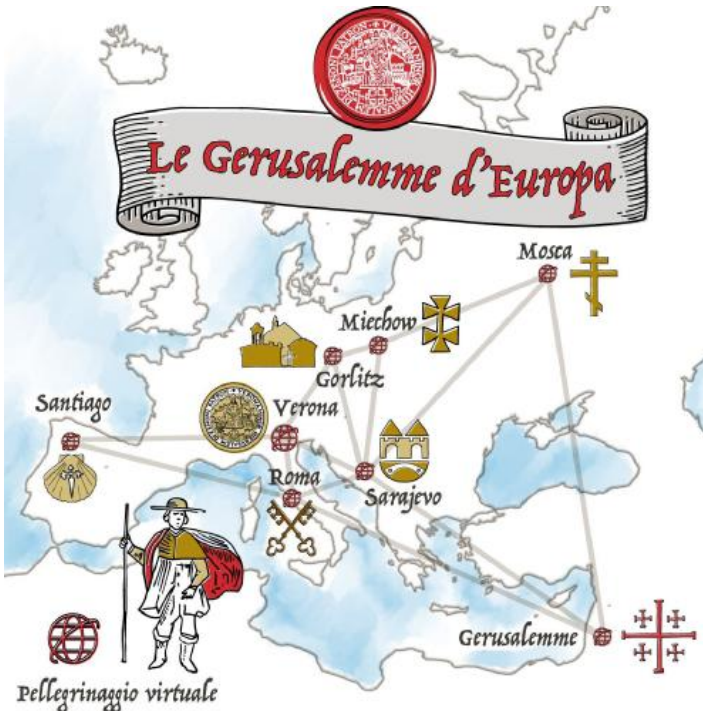 Le Gerusalemme d'Europa
Mosca
Miechow
Gorlitz
Santiago
Verona
Roma
Sarajevo
Gerusalemme
Pellegrinaggio virtuale